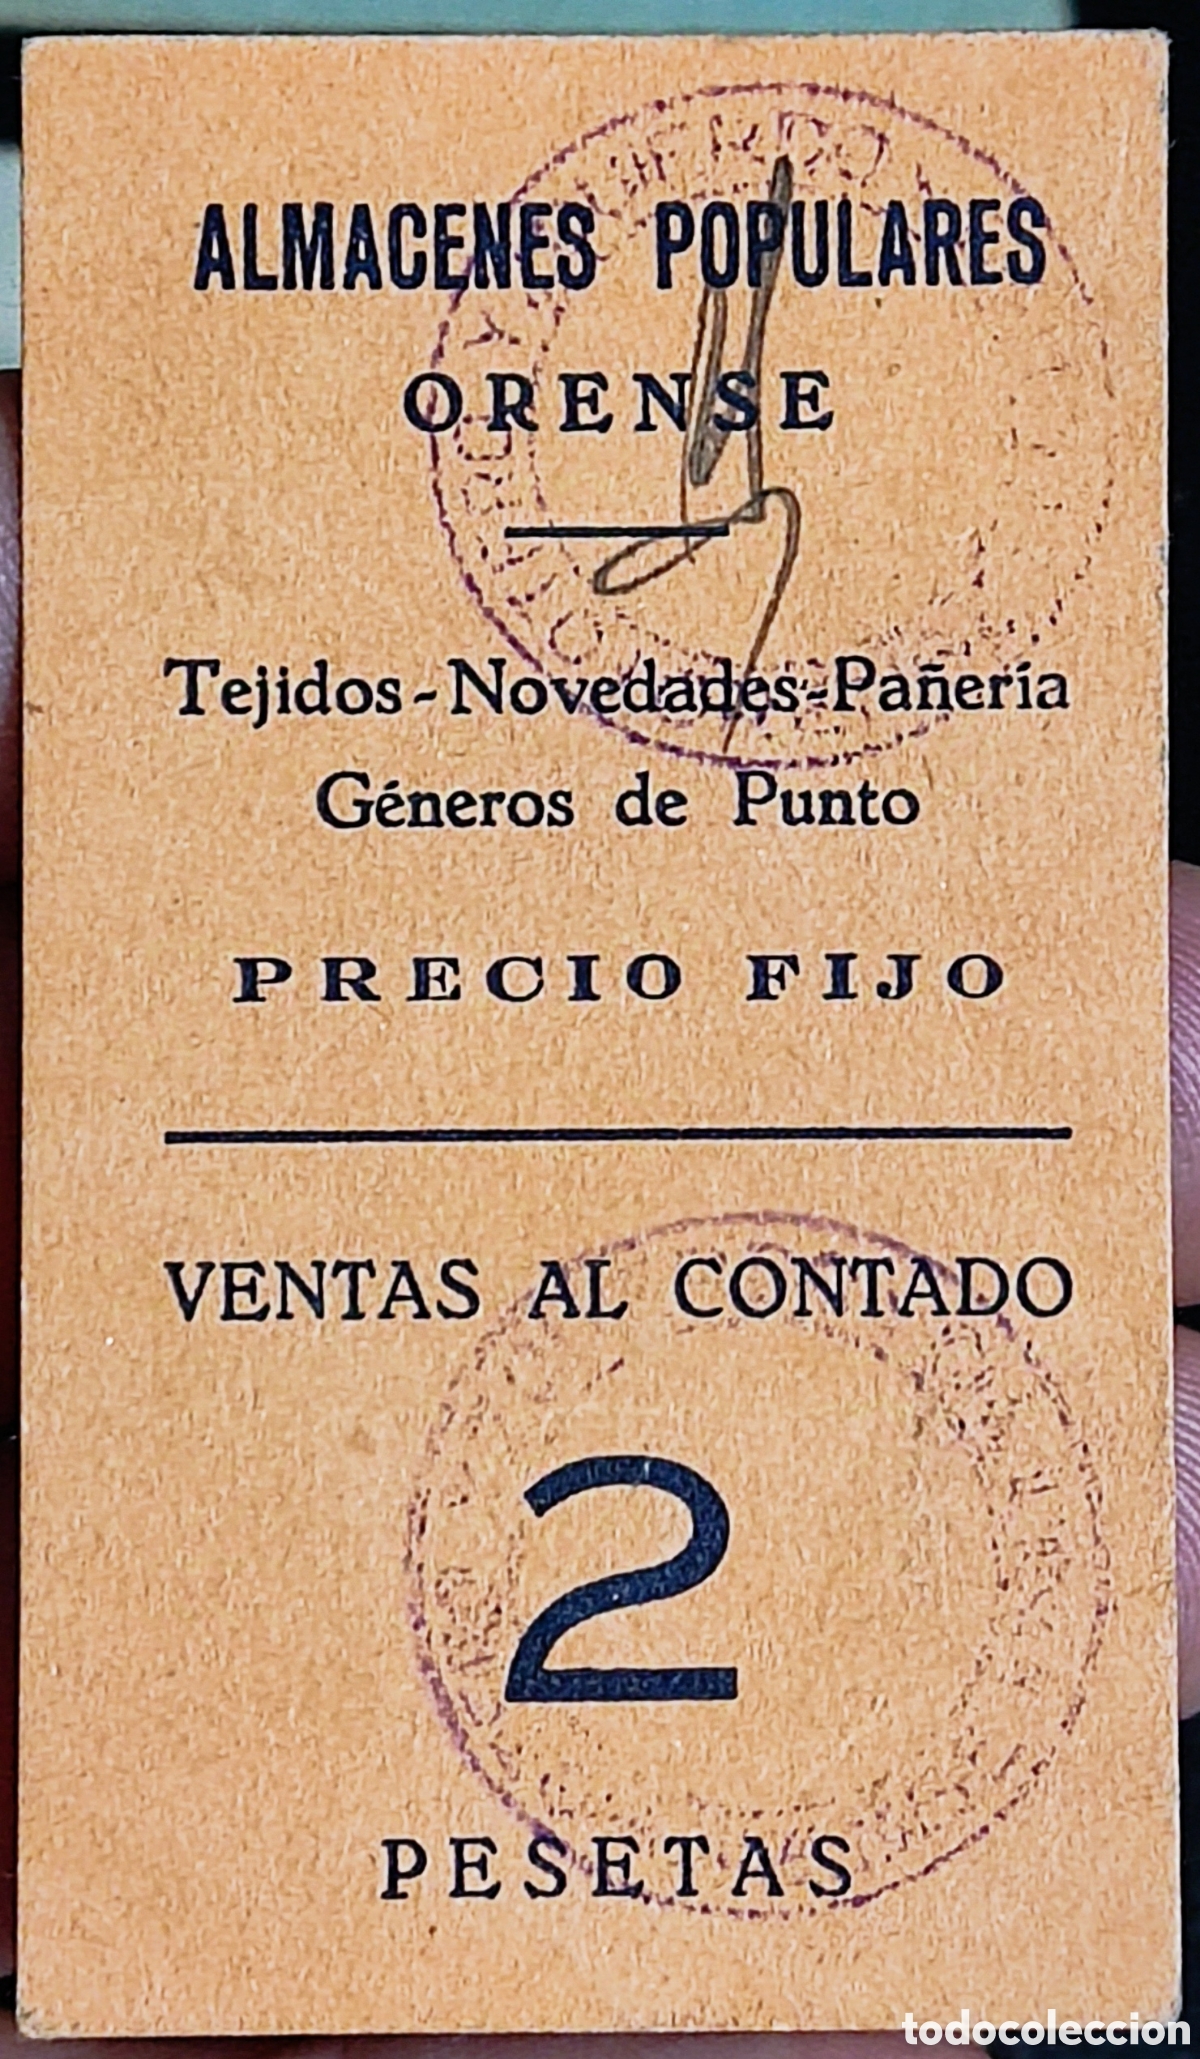 ALMACENES POPULARES
ORENSE
Tejidos-Novedades-Pañería
Géneros de Punto
PRECIO FIJO
VENTAS AL CONTADO
2
PESETAS
todocoleccion